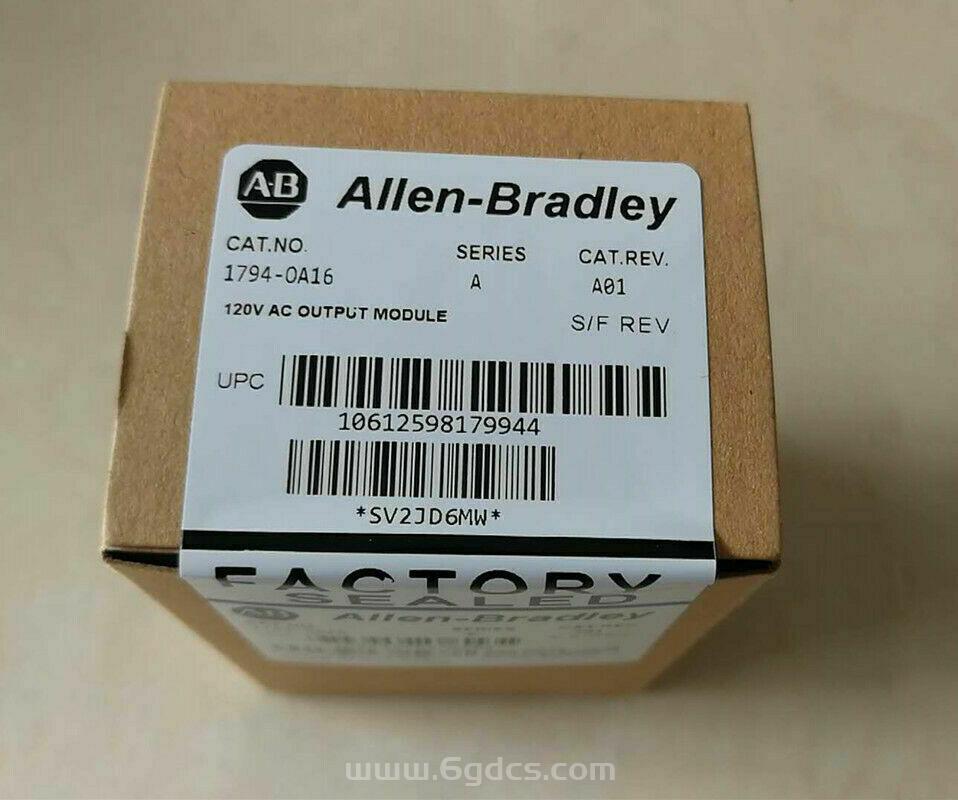 A-B Allen-Bradley
CAT.NO. SERIES CAT.REV.
1794-OA16 A A01
120V AC OUTPUT MODULE S/F REV
UPC
10612598179944
*SV2JD6MW*
FACTORY
SEALED
A-B Allen-Bradley
www.6gdcs.com